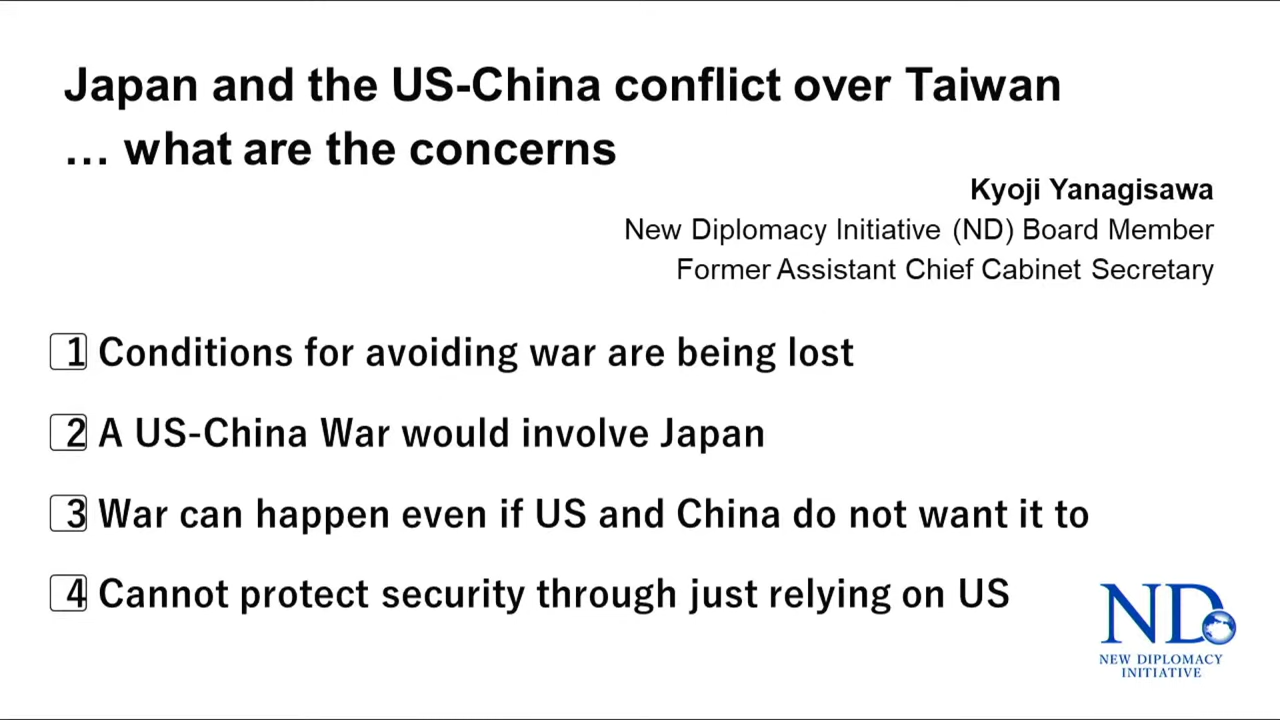 Japan and the US-China conflict over Taiwan
… what are the concerns
Kyoji Yanagisawa
New Diplomacy Initiative (ND) Board Member
Former Assistant Chief Cabinet Secretary
1 Conditions for avoiding war are being lost
2 A US-China War would involve Japan
3 War can happen even if US and China do not want it to
4 Cannot protect security through just relying on US
ND
NEW DIPLOMACY
INITIATIVE